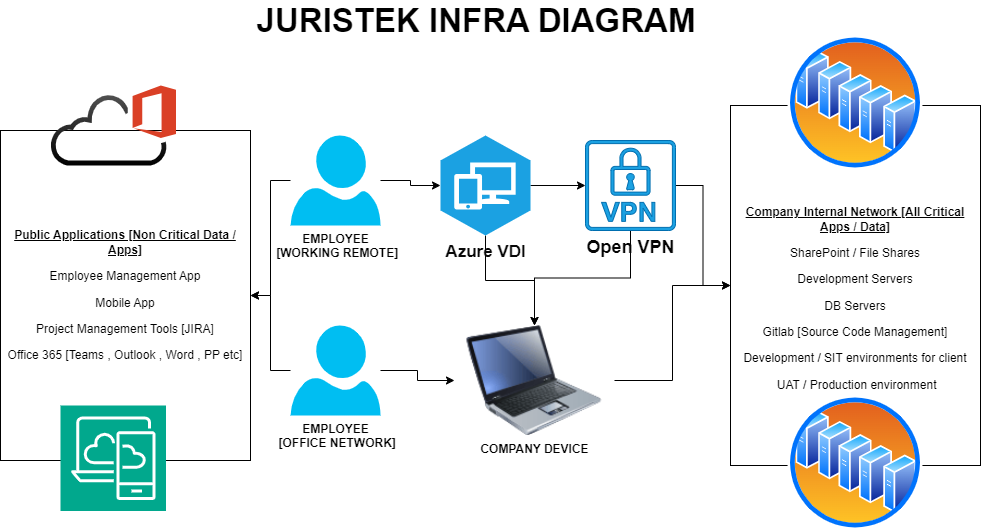 JURISTEK INFRA DIAGRAM
Public Applications [Non Critical Data /
Apps]
Employee Management App
Mobile App
Project Management Tools [JIRA]
Office 365 [Teams , Outlook , Word , PP etc]
EMPLOYEE
[WORKING REMOTE]
Azure VDI
VPN
Open VPN
EMPLOYEE
[OFFICE NETWORK]
COMPANY DEVICE
Company Internal Network [All Critical
Apps / Data]
SharePoint / File Shares
Development Servers
DB Servers
Gitlab [Source Code Management]
Development / SIT environments for client
UAT / Production environment